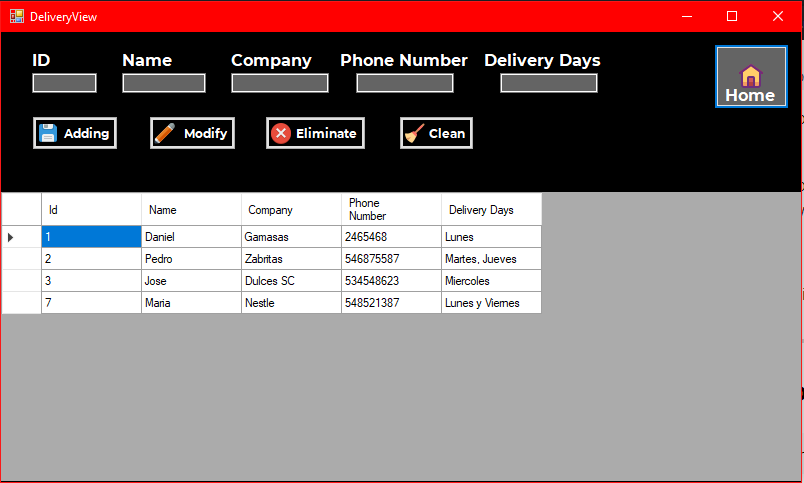 DeliveryView
ID Name Company Phone Number Delivery Days
Home
Adding Modify Eliminate Clean
Id Name Company Phone Number Delivery Days
1 Daniel Gamasas 2465468 Lunes
2 Pedro Zabritas 546875587 Martes, Jueves
3 Jose Dulces SC 534548623 Miercoles
7 Maria Nestle 548521387 Lunes y Viernes